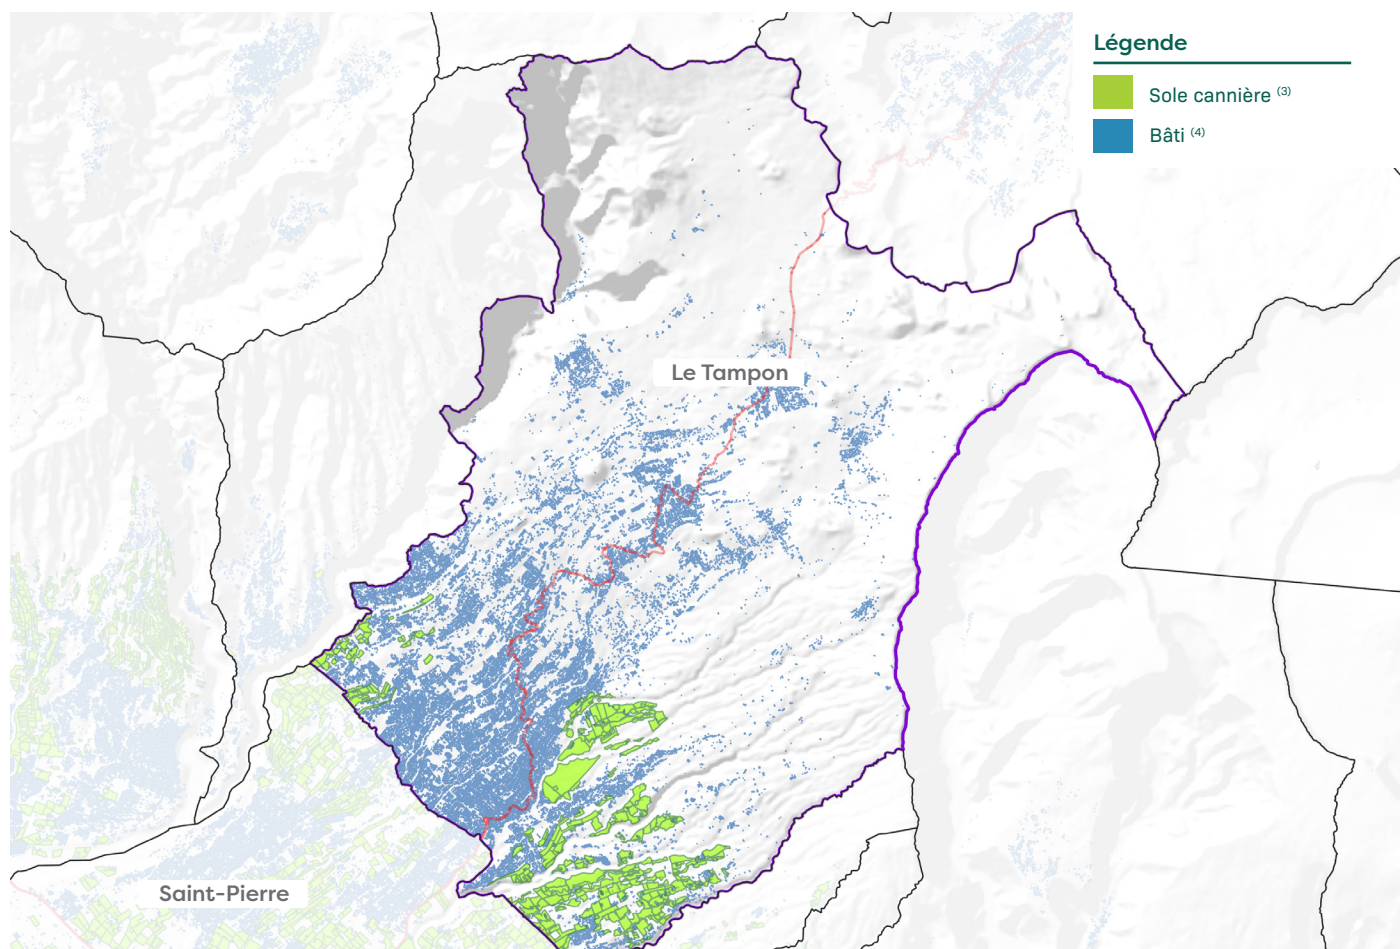 Légende
Sole cannière (3)
Bâti (4)
Le Tampon
Saint-Pierre